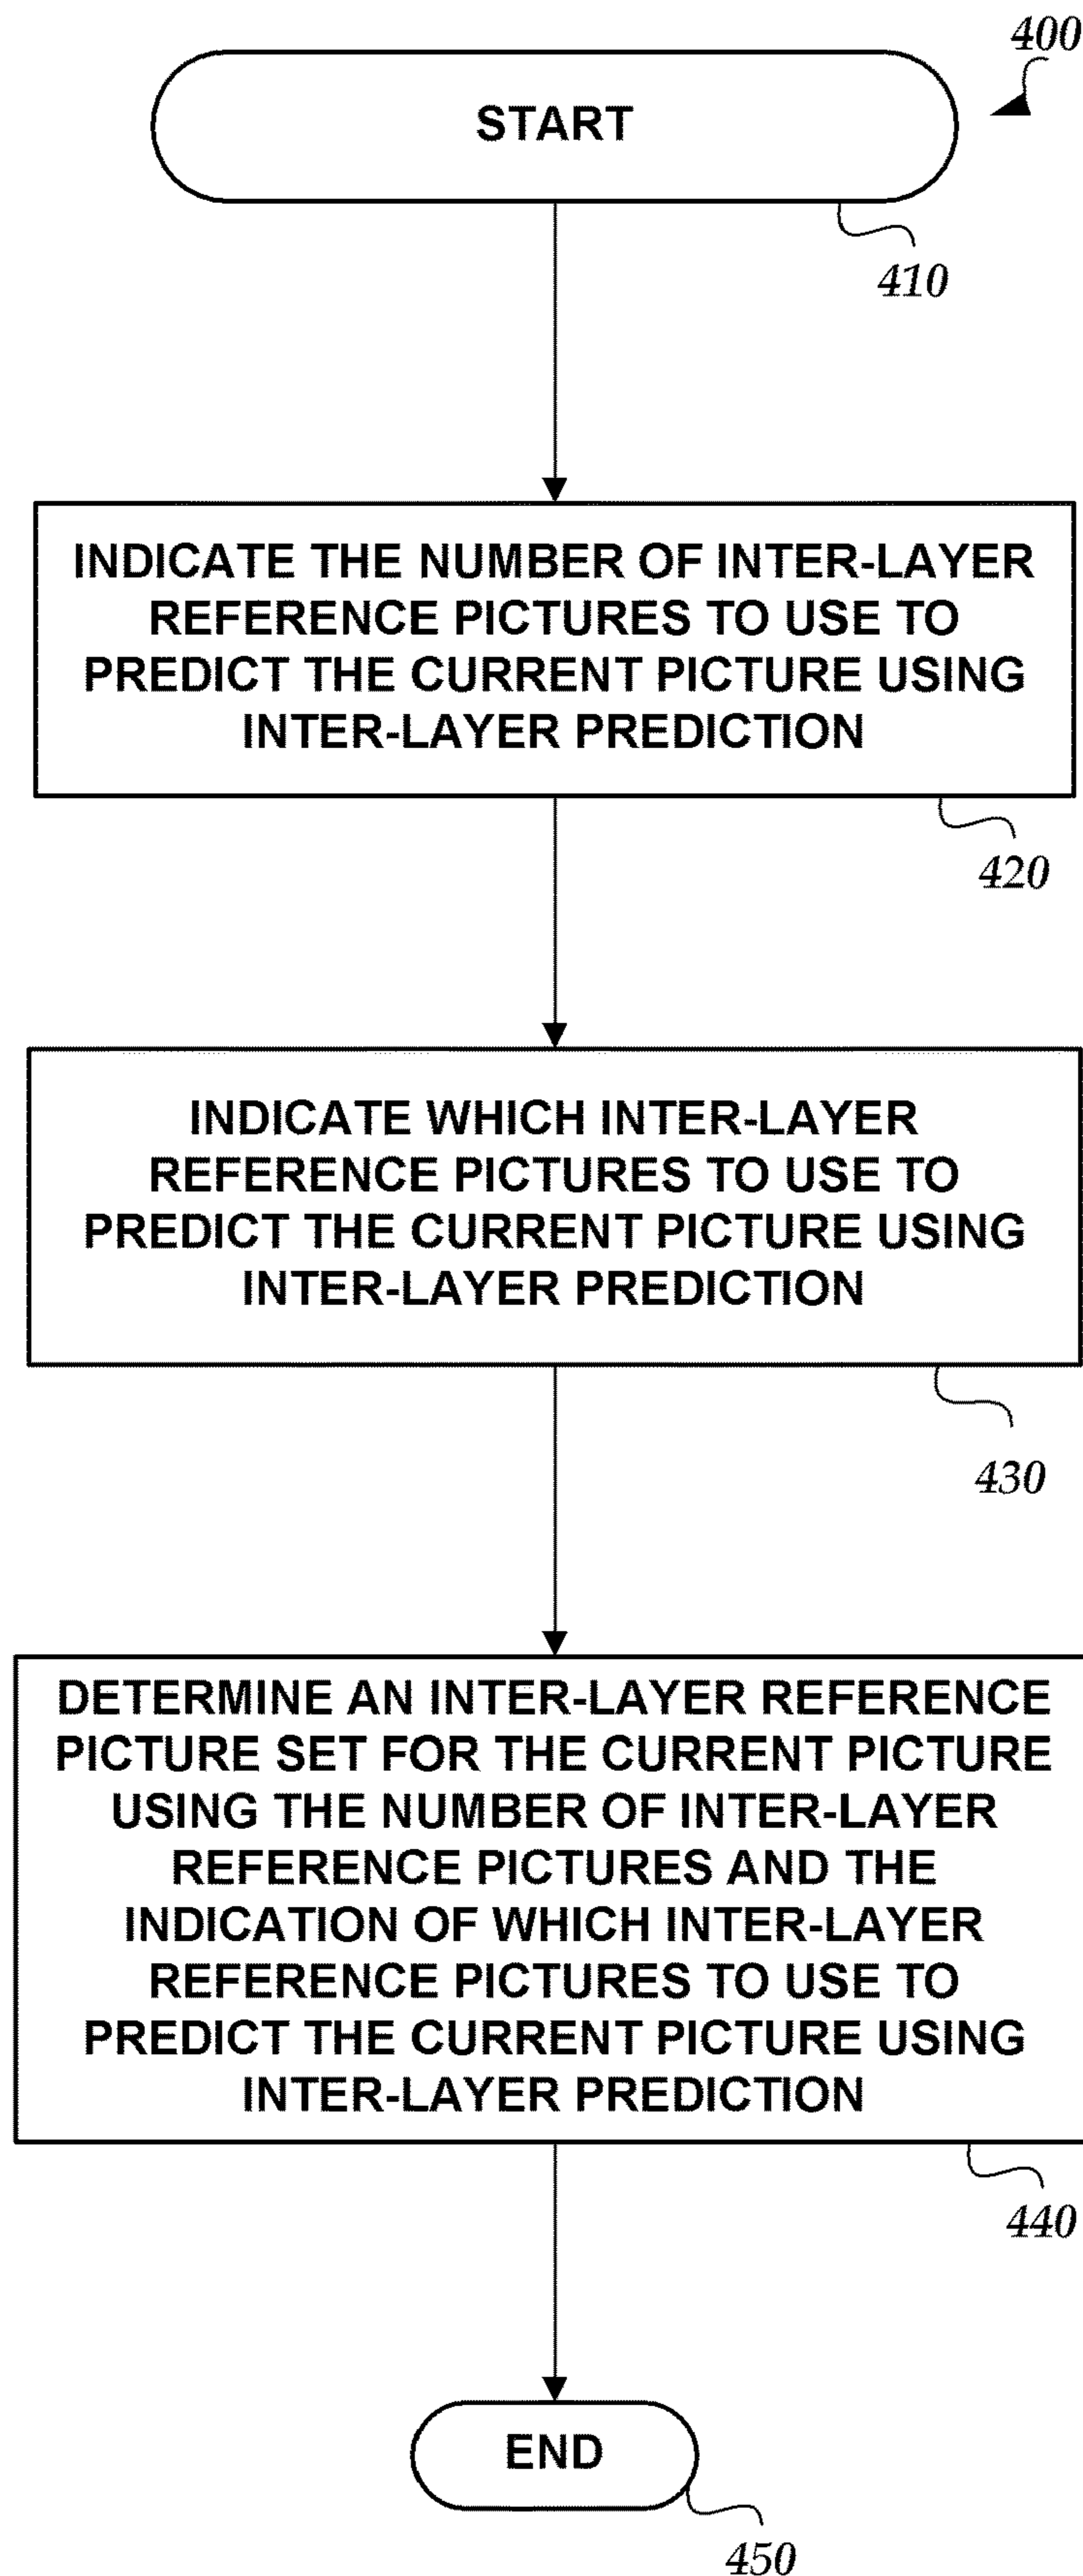 400
START
410
INDICATE THE NUMBER OF INTER-LAYER
REFERENCE PICTURES TO USE TO
PREDICT THE CURRENT PICTURE USING
INTER-LAYER PREDICTION
420
INDICATE WHICH INTER-LAYER
REFERENCE PICTURES TO USE TO
PREDICT THE CURRENT PICTURE USING
INTER-LAYER PREDICTION
430
DETERMINE AN INTER-LAYER REFERENCE
PICTURE SET FOR THE CURRENT PICTURE
USING THE NUMBER OF INTER-LAYER
REFERENCE PICTURES AND THE
INDICATION OF WHICH INTER-LAYER
REFERENCE PICTURES TO USE TO
PREDICT THE CURRENT PICTURE USING
INTER-LAYER PREDICTION
440
END
450